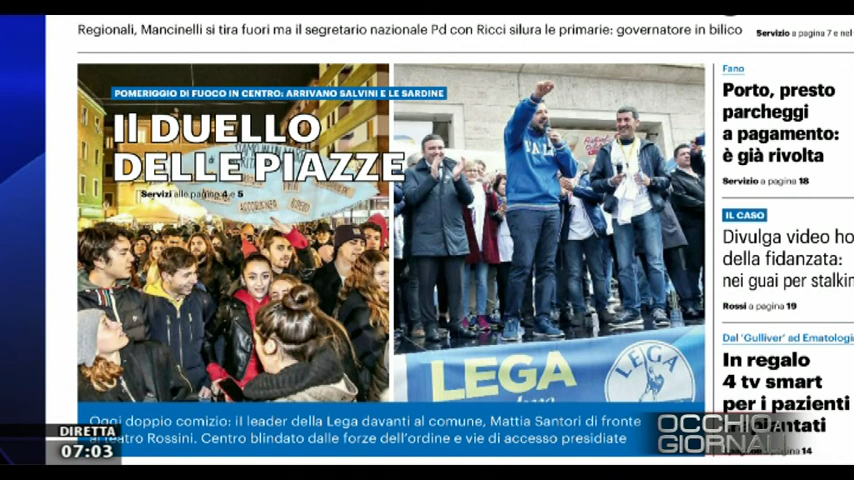 Regionali, Mancinelli si tira fuori ma il segretario nazionale Pd con Ricci silura le primarie: governatore in bilico
Servizio a pagina 7 e nel
POMERIGGIO DI FUOCO IN CENTRO: ARRIVANO SALVINI E LE SARDINE
Il DUELLO
DELLE PIAZZE
Servizi alle pagine 4 e 5
LEGA
LEGA
Oggi doppio comizio: il leader della Lega davanti al comune, Mattia Santori di fronte
al teatro Rossini. Centro blindato dalle forze dell'ordine e vie di accesso presidiate
Fano
Porto, presto
parcheggi
a pagamento:
è già rivolta
Servizio a pagina 18
IL CASO
Divulga video ho
della fidanzata:
nei guai per stalkin
Rossi a pagina 19
Dal 'Gulliver' ad Ematologia
In regalo
4 tv smart
per i pazienti
a pagina 14
DIRETTA
07:03
OCCHIO A
GIORNALI